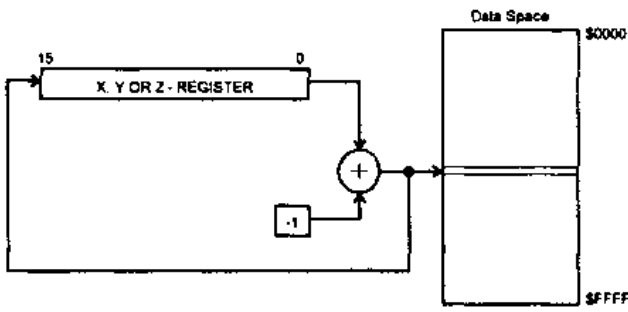 Data Space
$0000
15
0
X, Y OR Z - REGISTER
-1
$FFFF